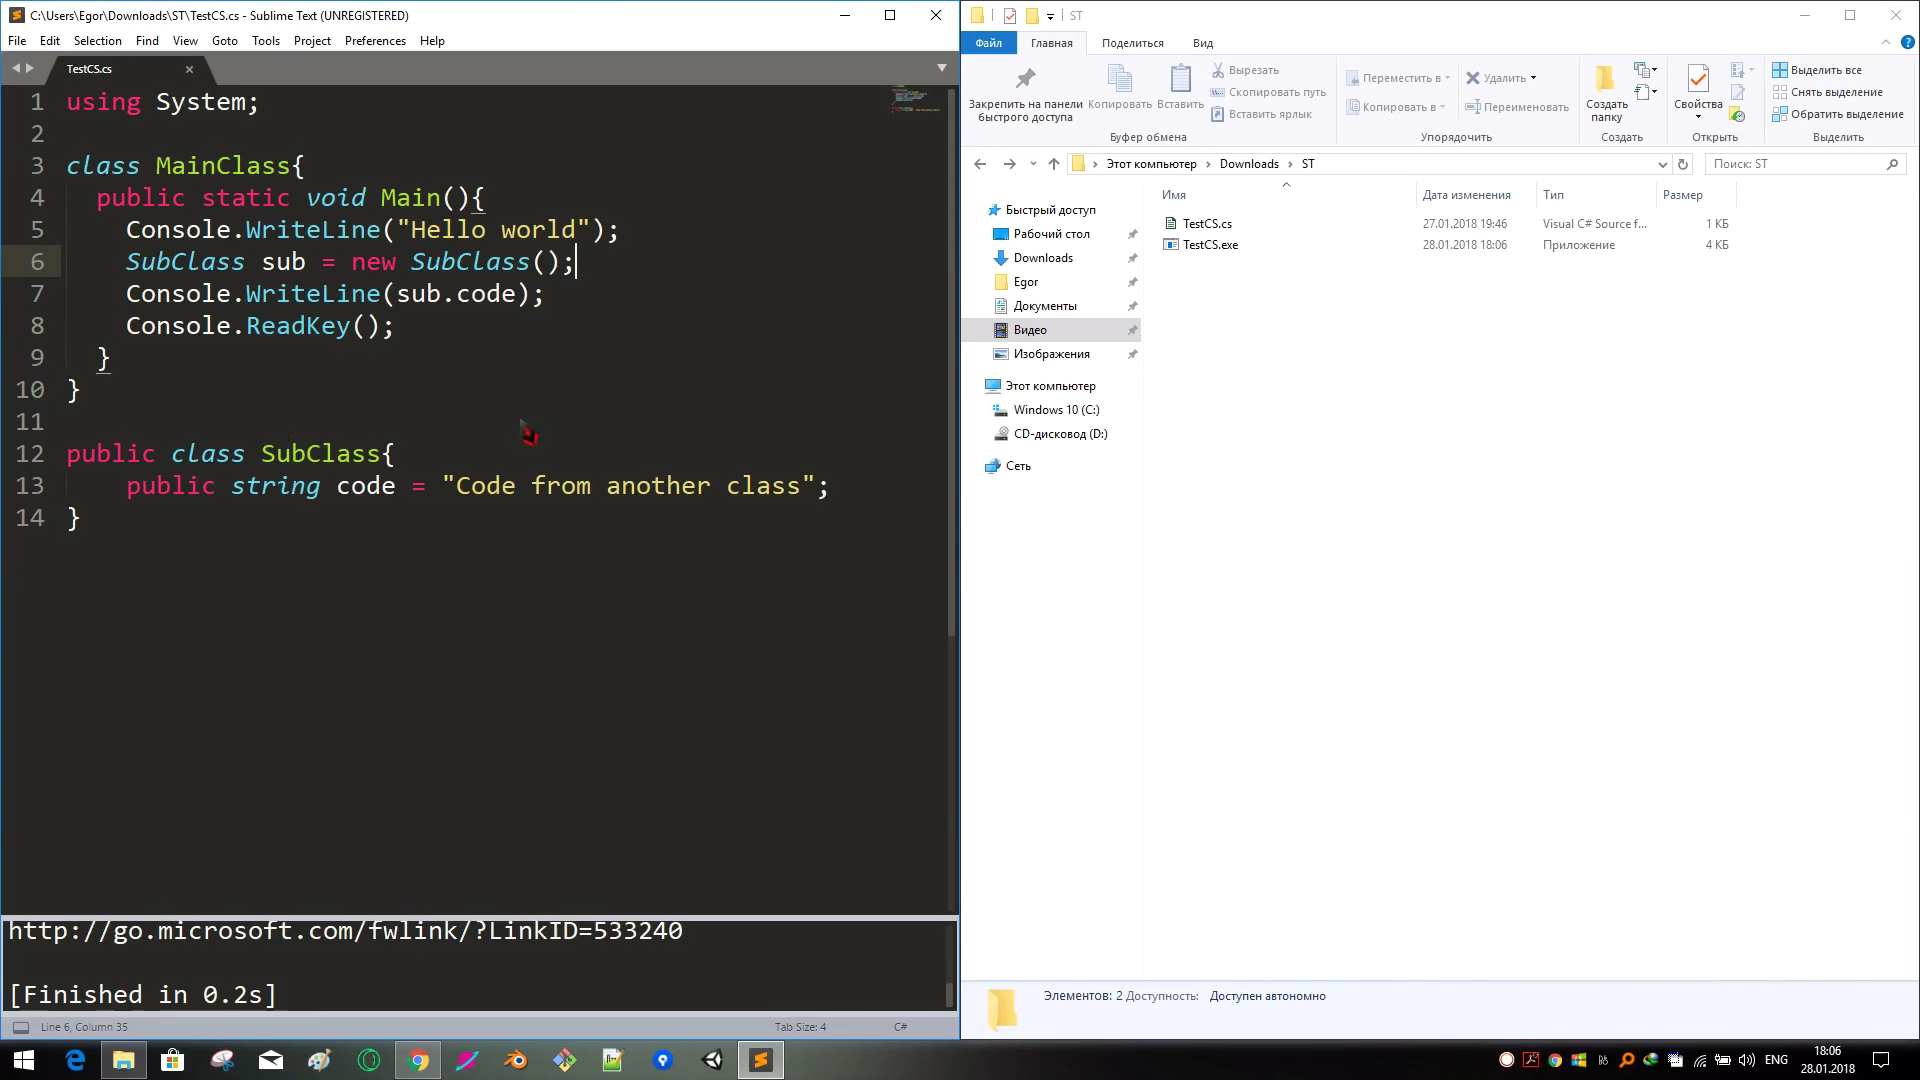 C:\Users\Egor\Downloads\ST\TestCS.cs - Sublime Text (UNREGISTERED)
File Edit Selection Find View Goto Tools Project Preferences Help
TestCS.cs
1 using System;
2
3 class MainClass{
4 public static void Main(){
5 Console.WriteLine("Hello world");
6 SubClass sub = new SubClass();
7 Console.WriteLine(sub.code);
8 Console.ReadKey();
9 }
10 }
11
12 public class SubClass{
13 public string code = "Code from another class";
14 }
http://go.microsoft.com/fwlink/?LinkID=533240
[Finished in 0.2s]
Line 6, Column 35
Tab Size: 4
C#
ST
Файл Главная Поделиться Вид
Закрепить на панели
быстрого доступа
Копировать
Вставить
Вырезать
Скопировать путь
Вставить ярлык
Буфер обмена
Переместить в
Копировать в
Удалить
Переименовать
Упорядочить
Создать
папку
Создать
Свойства
Открыть
Выделить все
Снять выделение
Обратить выделение
Выделить
Этот компьютер Downloads ST
Поиск: ST
Имя Дата изменения Тип Размер
TestCS.cs 27.01.2018 19:46 Visual C# Source f... 1 КБ
TestCS.exe 28.01.2018 18:06 Приложение 4 КБ
Быстрый доступ
Рабочий стол
Downloads
Egor
Документы
Видео
Изображения
Этот компьютер
Windows 10 (C:)
CD-дисковод (D:)
Сеть
Элементов: 2 Доступность: Доступен автономно
ENG
18:06
28.01.2018